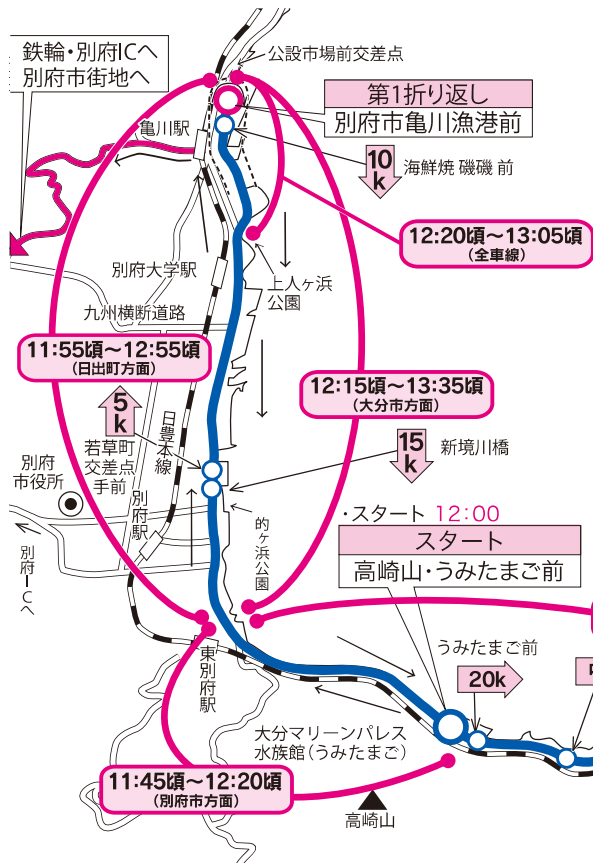 鉄輪・別府ICへ
別府市街地へ
公設市場前交差点
第1折り返し
別府市亀川漁港前
亀川駅
10
k
海鮮焼 磯磯 前
12:20頃〜13:05頃
(全車線)
別府大学駅
上人ヶ浜
公園
九州横断道路
11:55頃〜12:55頃
(日出町方面)
12:15頃〜13:35頃
(大分市方面)
5
k
日豊本線
15
k
新境川橋
若草町
交差点
手前
別府
市役所
別府駅
的ヶ浜公園
別府ICへ
・スタート 12:00
スタート
高崎山・うみたまご前
うみたまご前
20k
東別府駅
大分マリーンパレス
水族館(うみたまご)
11:45頃〜12:20頃
(別府市方面)
高崎山